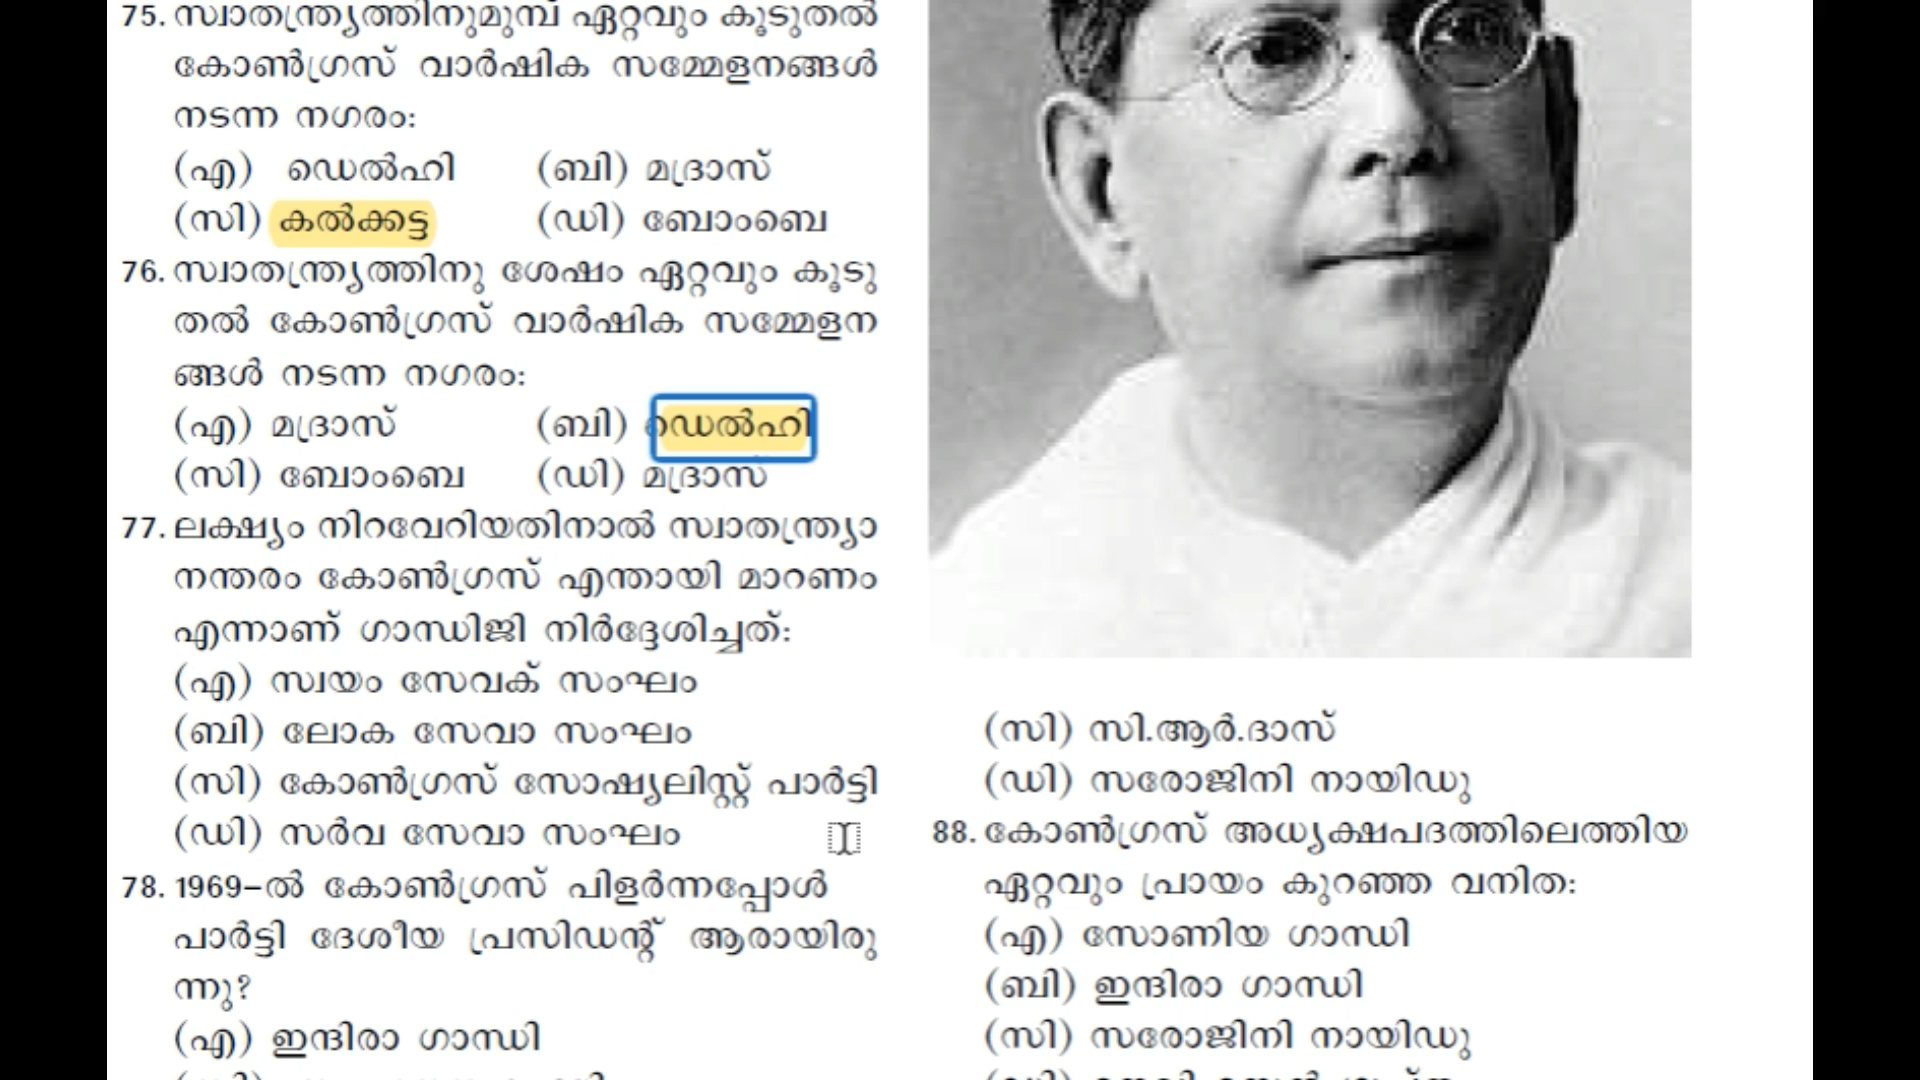 75. സ്വാതന്ത്ര്യത്തിനുമുമ്പ് ഏറ്റവും കൂടുതൽ
കോൺഗ്രസ് വാർഷിക സമ്മേളനങ്ങൾ
നടന്ന നഗരം:
(എ) ഡെൽഹി (ബി) മദ്രാസ്
(സി) കൽക്കട്ട (ഡി) ബോംബെ
76. സ്വാതന്ത്ര്യത്തിനു ശേഷം ഏറ്റവും കൂടു
തൽ കോൺഗ്രസ് വാർഷിക സമ്മേളന
ങ്ങൾ നടന്ന നഗരം:
(എ) മദ്രാസ് (ബി) ഡെൽഹി
(സി) ബോംബെ (ഡി) മദ്രാസ്
77. ലക്ഷ്യം നിറവേറിയതിനാൽ സ്വാതന്ത്ര്യാ
നന്തരം കോൺഗ്രസ് എന്തായി മാറണം
എന്നാണ് ഗാന്ധിജി നിർദ്ദേശിച്ചത്:
(എ) സ്വയം സേവക് സംഘം
(ബി) ലോക സേവാ സംഘം
(സി) കോൺഗ്രസ് സോഷ്യലിസ്റ്റ് പാർട്ടി
(ഡി) സർവ സേവാ സംഘം
78. 1969-ൽ കോൺഗ്രസ് പിളർന്നപ്പോൾ
പാർട്ടി ദേശീയ പ്രസിഡന്റ് ആരായിരു
ന്നു?
(എ) ഇന്ദിരാ ഗാന്ധി
(സി) സി.ആർ.ദാസ്
(ഡി) സരോജിനി നായിഡു
88. കോൺഗ്രസ് അധ്യക്ഷപദത്തിലെത്തിയ
ഏറ്റവും പ്രായം കുറഞ്ഞ വനിത:
(എ) സോണിയ ഗാന്ധി
(ബി) ഇന്ദിരാ ഗാന്ധി
(സി) സരോജിനി നായിഡു